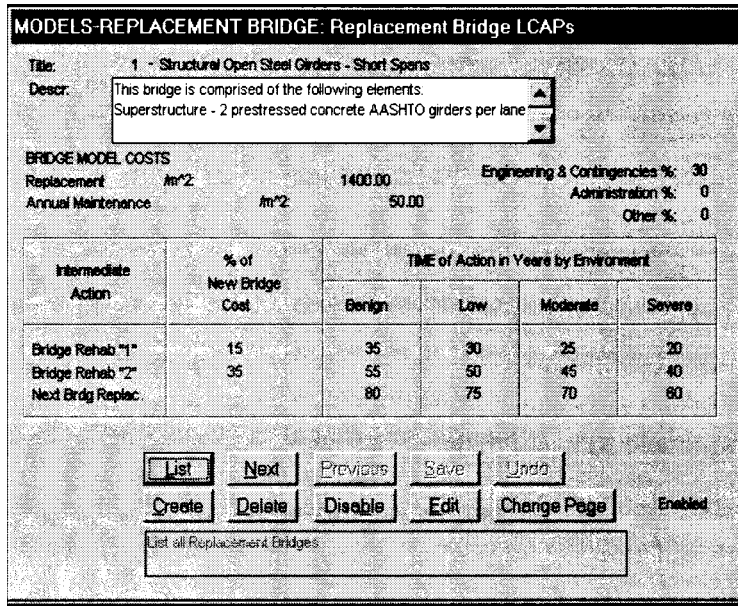 MODELS-REPLACEMENT BRIDGE: Replacement Bridge LCAPs
Title: 1 - Structural Open Steel Girders - Short Spans
Descr: This bridge is comprised of the following elements.
Superstructure - 2 prestressed concrete AASHTO girders per lane
BRIDGE MODEL COSTS
Replacement /m^2: 1400.00
Annual Maintenance /m^2: 50.00
Engineering & Contingencies %: 30
Administration %: 0
Other %: 0
Intermediate Action
% of New Bridge Cost
TIME of Action in Years by Environment
Benign Low Moderate Severe
Bridge Rehab "1" 15 35 30 25 20
Bridge Rehab "2" 35 55 50 45 40
Next Brdg Replac. 80 75 70 60
List Next Previous Save Undo
Create Delete Disable Edit Change Page Enabled
List all Replacement Bridges